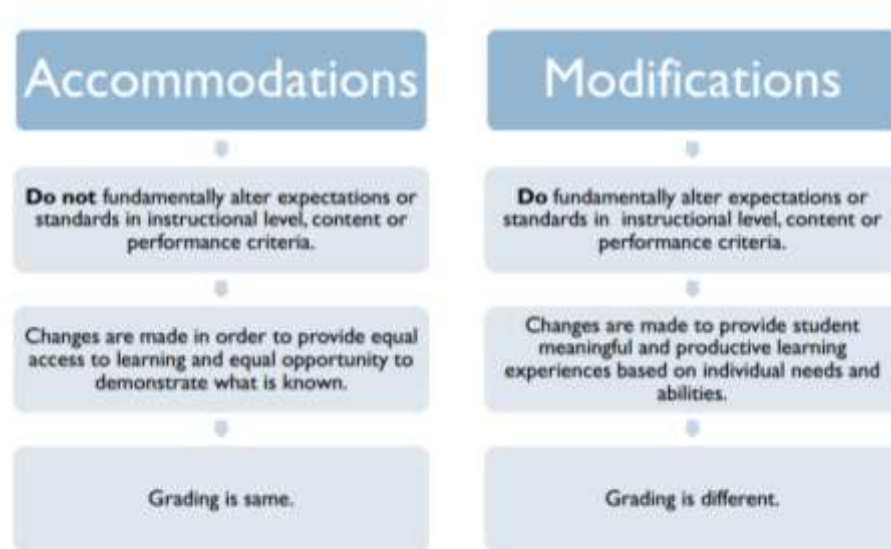 Accommodations
Do not fundamentally alter expectations or
standards in instructional level, content or
performance criteria.
Changes are made in order to provide equal
access to learning and equal opportunity to
demonstrate what is known.
Grading is same.
Modifications
Do fundamentally alter expectations or
standards in instructional level, content or
performance criteria.
Changes are made to provide student
meaningful and productive learning
experiences based on individual needs and
abilities.
Grading is different.